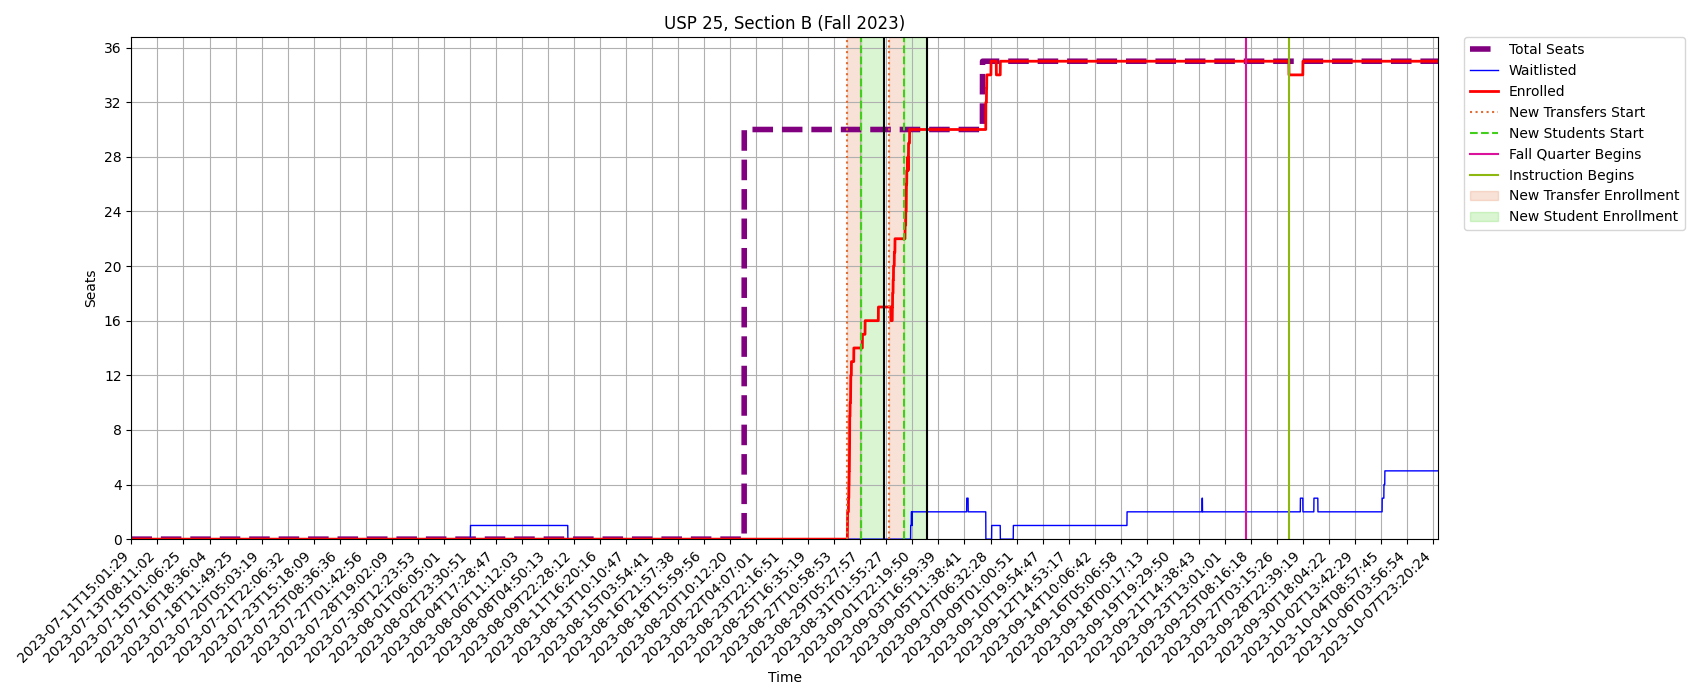 USP 25, Section B (Fall 2023)
36
32
28
24
20
16
12
8
4
0
Seats
Total Seats
Waitlisted
Enrolled
New Transfers Start
New Students Start
Fall Quarter Begins
Instruction Begins
New Transfer Enrollment
New Student Enrollment
2023-07-11T15:01:29
2023-07-13T08:11:02
2023-07-15T01:06:25
2023-07-16T18:36:04
2023-07-18T11:49:25
2023-07-20T05:03:19
2023-07-21T22:06:32
2023-07-23T15:18:09
2023-07-25T08:36:36
2023-07-27T01:42:56
2023-07-28T19:02:09
2023-07-30T12:23:53
2023-08-01T06:05:01
2023-08-02T23:30:51
2023-08-04T17:28:47
2023-08-06T11:12:03
2023-08-08T04:50:13
2023-08-09T22:28:12
2023-08-11T16:20:16
2023-08-13T10:10:47
2023-08-15T03:54:41
2023-08-16T21:57:38
2023-08-18T15:59:56
2023-08-20T10:12:20
2023-08-22T04:07:01
2023-08-23T22:16:51
2023-08-25T16:35:19
2023-08-27T10:58:53
2023-08-29T05:27:57
2023-08-31T01:55:27
2023-09-01T22:19:50
2023-09-03T16:59:39
2023-09-05T11:38:41
2023-09-07T06:32:28
2023-09-09T01:00:51
2023-09-10T19:54:47
2023-09-12T14:53:17
2023-09-14T10:06:42
2023-09-16T05:06:58
2023-09-18T00:17:13
2023-09-19T19:29:50
2023-09-21T14:38:43
2023-09-23T13:01:01
2023-09-25T08:16:18
2023-09-27T03:15:26
2023-09-28T22:39:19
2023-09-30T18:04:22
2023-10-02T13:42:29
2023-10-04T08:57:45
2023-10-06T03:56:54
2023-10-07T23:20:24
Time